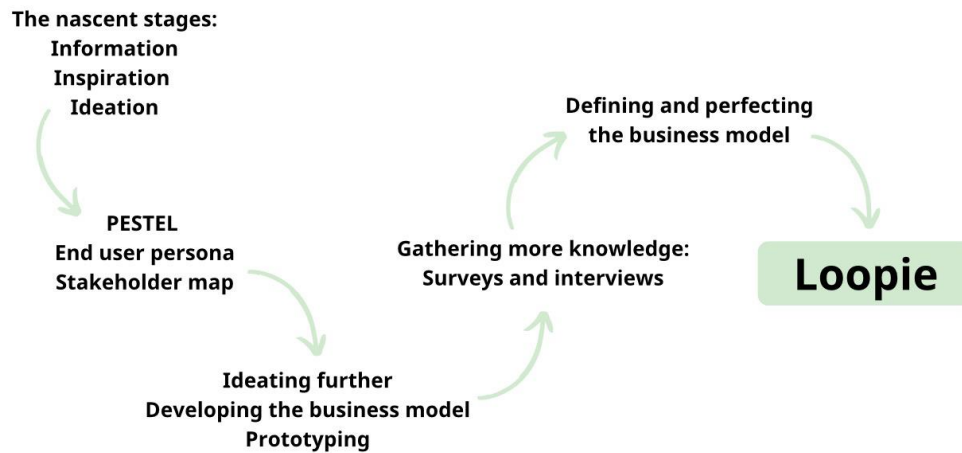 The nascent stages:
Information
Inspiration
Ideation
PESTEL
End user persona
Stakeholder map
Ideating further
Developing the business model
Prototyping
Gathering more knowledge:
Surveys and interviews
Defining and perfecting
the business model
Loopie